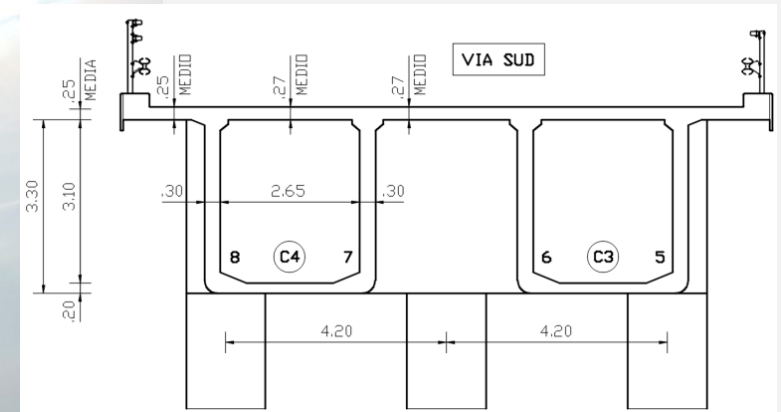 VIA SUD
.25
MEDIA
.25
MEDIO
.27
MEDIO
.27
MEDIO
3.30
3.10
.20
.30
2.65
.30
8
C4
7
6
C3
5
4.20
4.20